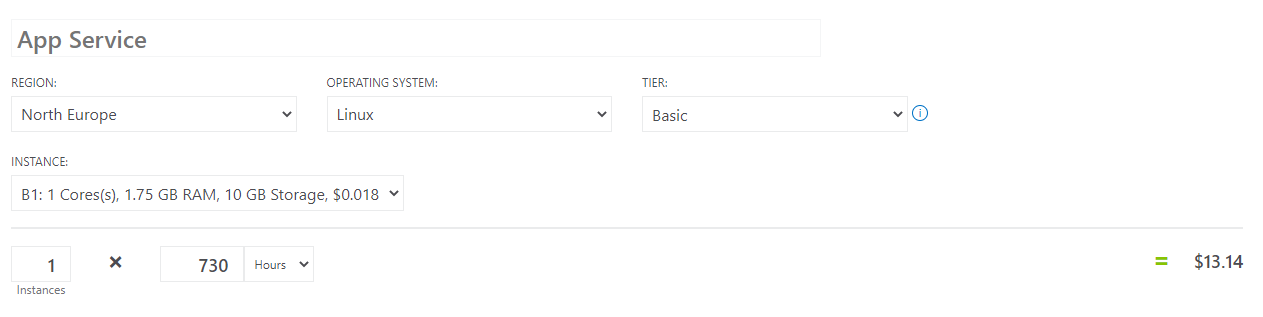 App Service
REGION: OPERATING SYSTEM: TIER:
North Europe Linux Basic
INSTANCE:
B1: 1 Cores(s), 1.75 GB RAM, 10 GB Storage, $0.018
1 × 730 Hours = $13.14
Instances